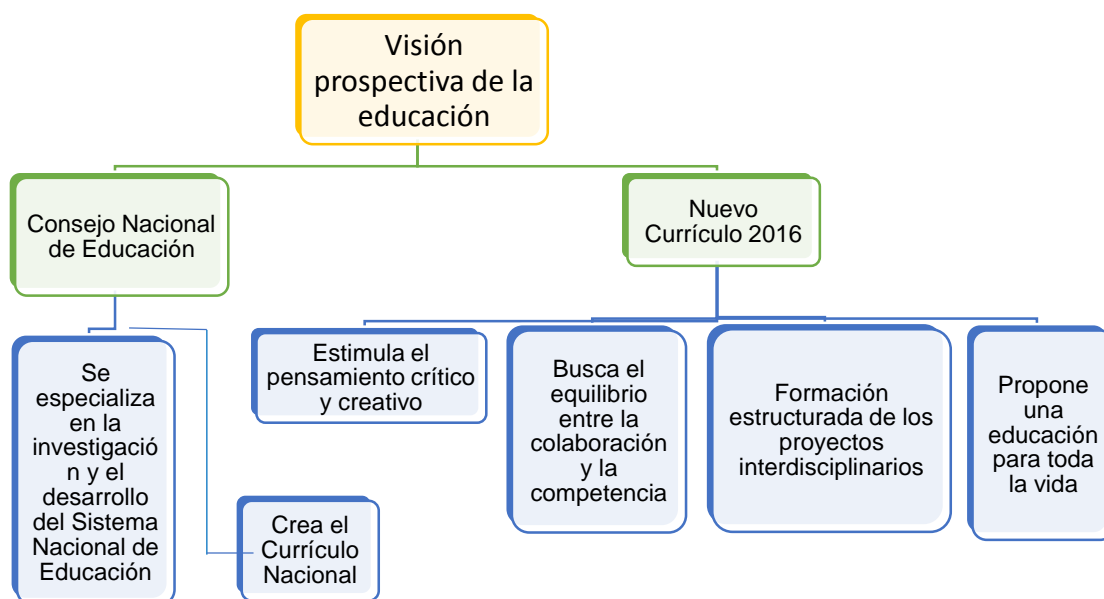 Visión
prospectiva de la
educación
Consejo Nacional
de Educación
Nuevo
Currículo 2016
Se
especializa
en la
investigació
n y el
desarrollo
del Sistema
Nacional de
Educación
Crea el
Currículo
Nacional
Estimula el
pensamiento crítico
y creativo
Busca el
equilibrio
entre la
colaboración
y la
competencia
Formación
estructurada de los
proyectos
interdisciplinarios
Propone
una
educación
para toda
la vida